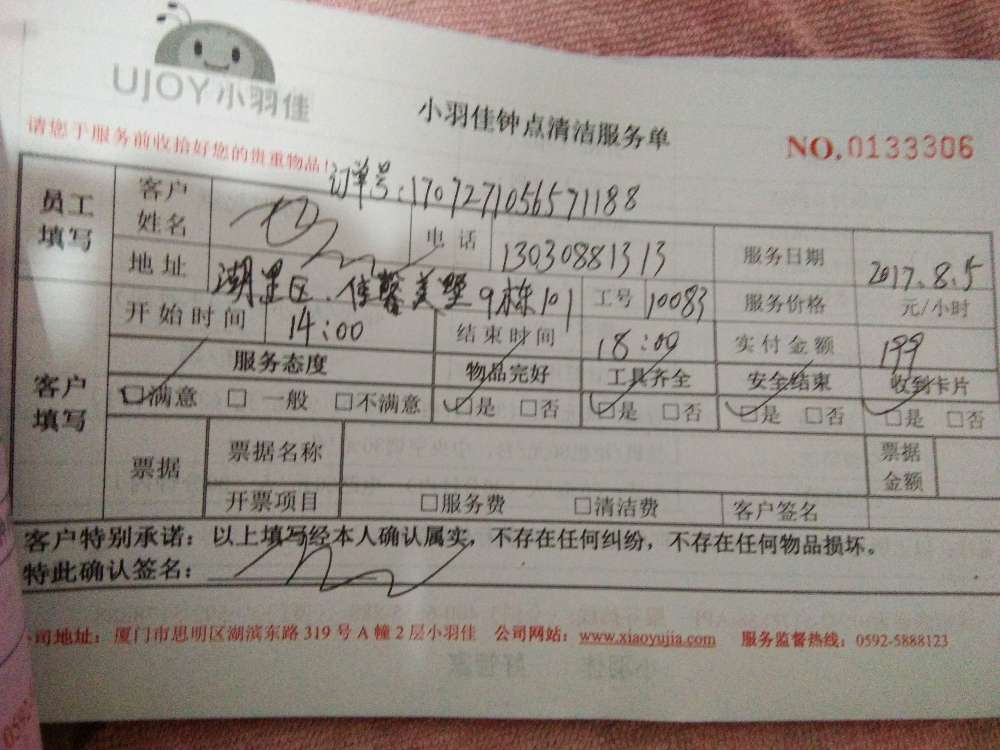 UJOY小羽佳
小羽佳钟点清洁服务单
NO.0133306
请您于服务前收拾好您的贵重物品!
订单号:1707271056571188
员工填写 客户姓名 电话 13030881313 服务日期 2017.8.5
地址 湖里区.佳馨美墅9栋101 工号 10083 服务价格 元/小时
开始时间 14:00 结束时间 18:00 实付金额 199
客户填写 服务态度 物品完好 工具齐全 安全结束 收到卡片
□满意 □一般 □不满意 □是 □否 □是 □否 □是 □否 □是 □否
票据 票据名称 票据金额
开票项目 □服务费 □清洁费 客户签名
客户特别承诺：以上填写经本人确认属实，不存在任何纠纷，不存在任何物品损坏。
特此确认签名：
司地址：厦门市思明区湖滨东路319号A幢2层小羽佳 公司网站：www.xiaoyujia.com 服务监督热线：0592-5888123